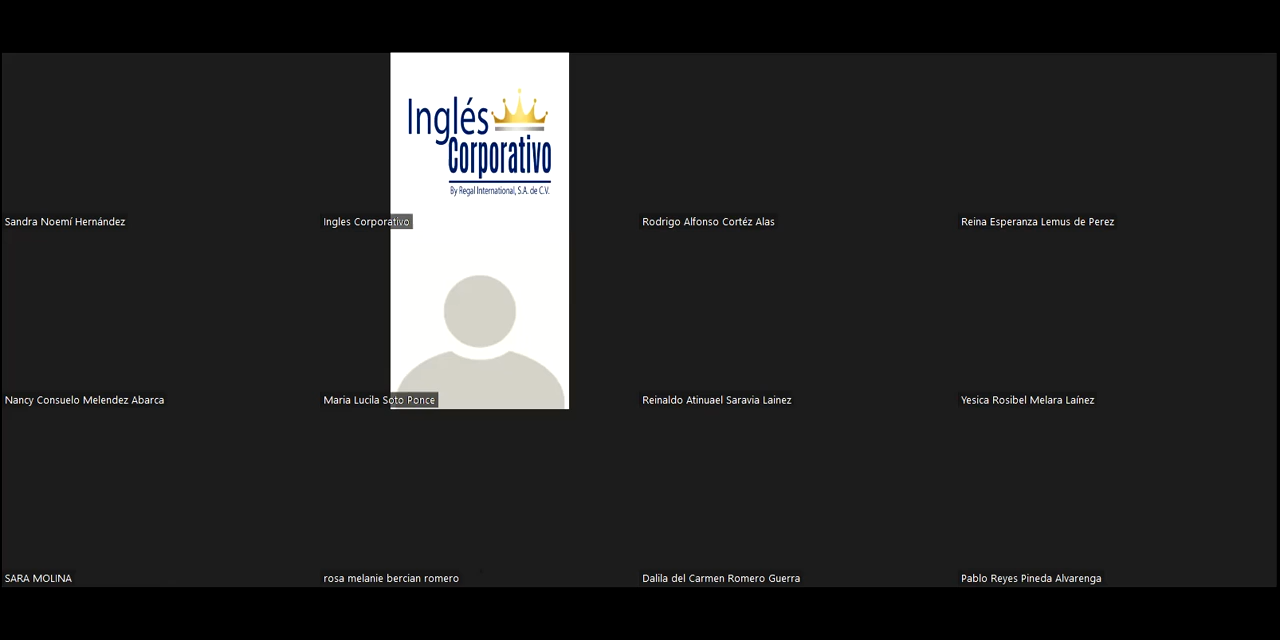 Inglés
Corporativo
By Regal International, S.A. de C.V.
Sandra Noemí Hernández
Ingles Corporativo
Rodrigo Alfonso Cortéz Alas
Reina Esperanza Lemus de Perez
Nancy Consuelo Melendez Abarca
Maria Lucila Soto Ponce
Reinaldo Atinuael Saravia Lainez
Yesica Rosibel Melara Laínez
SARA MOLINA
rosa melanie bercian romero
Dalila del Carmen Romero Guerra
Pablo Reyes Pineda Alvarenga